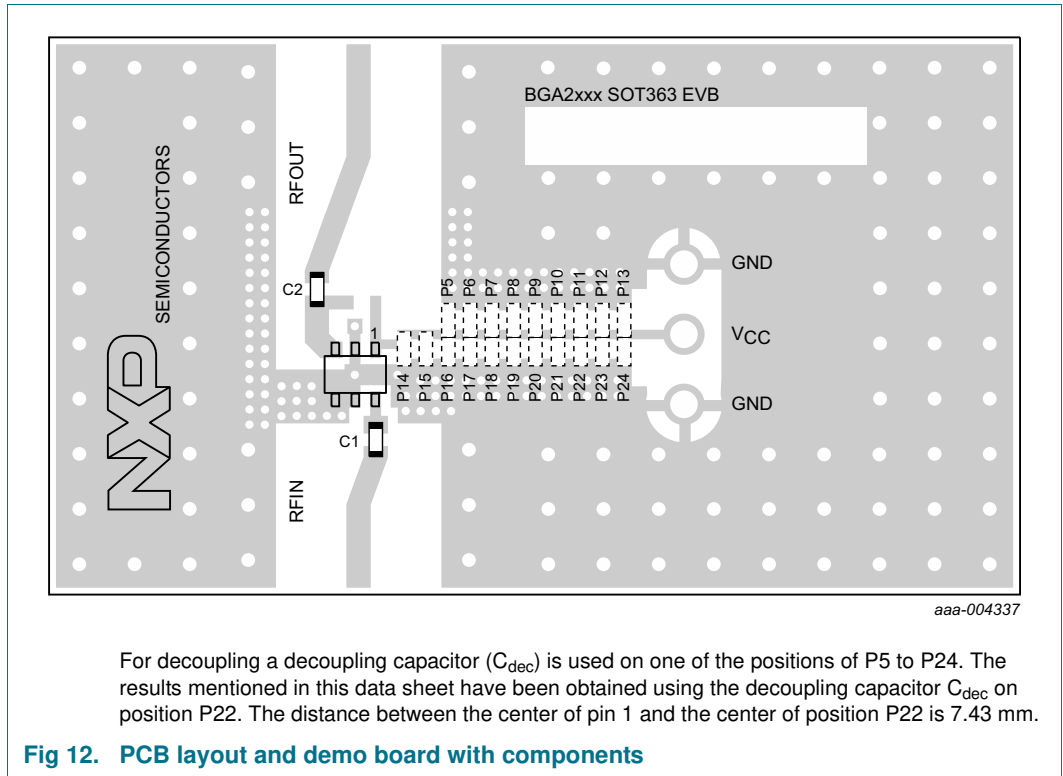 BGA2xxx SOT363 EVB
NXP
SEMICONDUCTORS
RFOUT
C2
1
P5
P6
P7
P8
P9
P10
P11
P12
P13
GND
VCC
GND
P14
P15
P16
P17
P18
P19
P20
P21
P22
P23
P24
C1
RFIN
aaa-004337
For decoupling a decoupling capacitor (Cdec) is used on one of the positions of P5 to P24. The
results mentioned in this data sheet have been obtained using the decoupling capacitor Cdec on
position P22. The distance between the center of pin 1 and the center of position P22 is 7.43 mm.
Fig 12. PCB layout and demo board with components